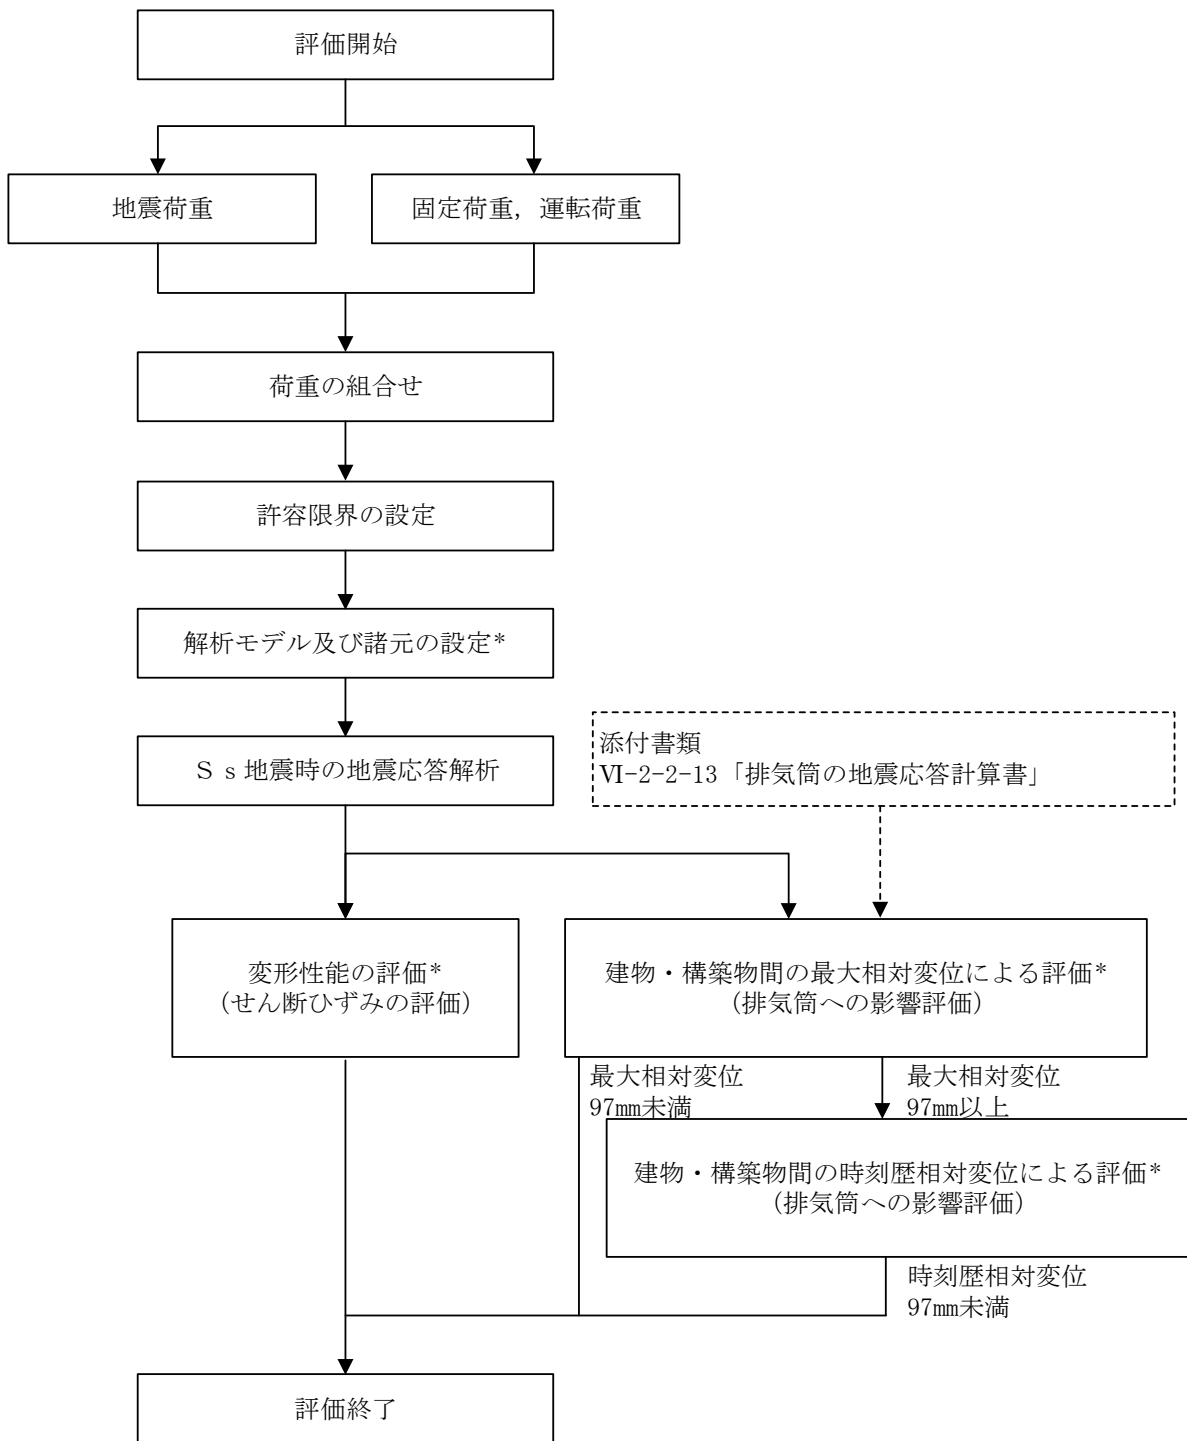 評価開始
地震荷重
固定荷重，運転荷重
荷重の組合せ
許容限界の設定
解析モデル及び諸元の設定*
Ｓｓ地震時の地震応答解析
添付書類
Ⅵ-2-2-13「排気筒の地震応答計算書」
変形性能の評価*
（せん断ひずみの評価）
建物・構築物間の最大相対変位による評価*
（排気筒への影響評価）
最大相対変位
97mm未満
最大相対変位
97mm以上
建物・構築物間の時刻歴相対変位による評価*
（排気筒への影響評価）
時刻歴相対変位
97mm未満
評価終了